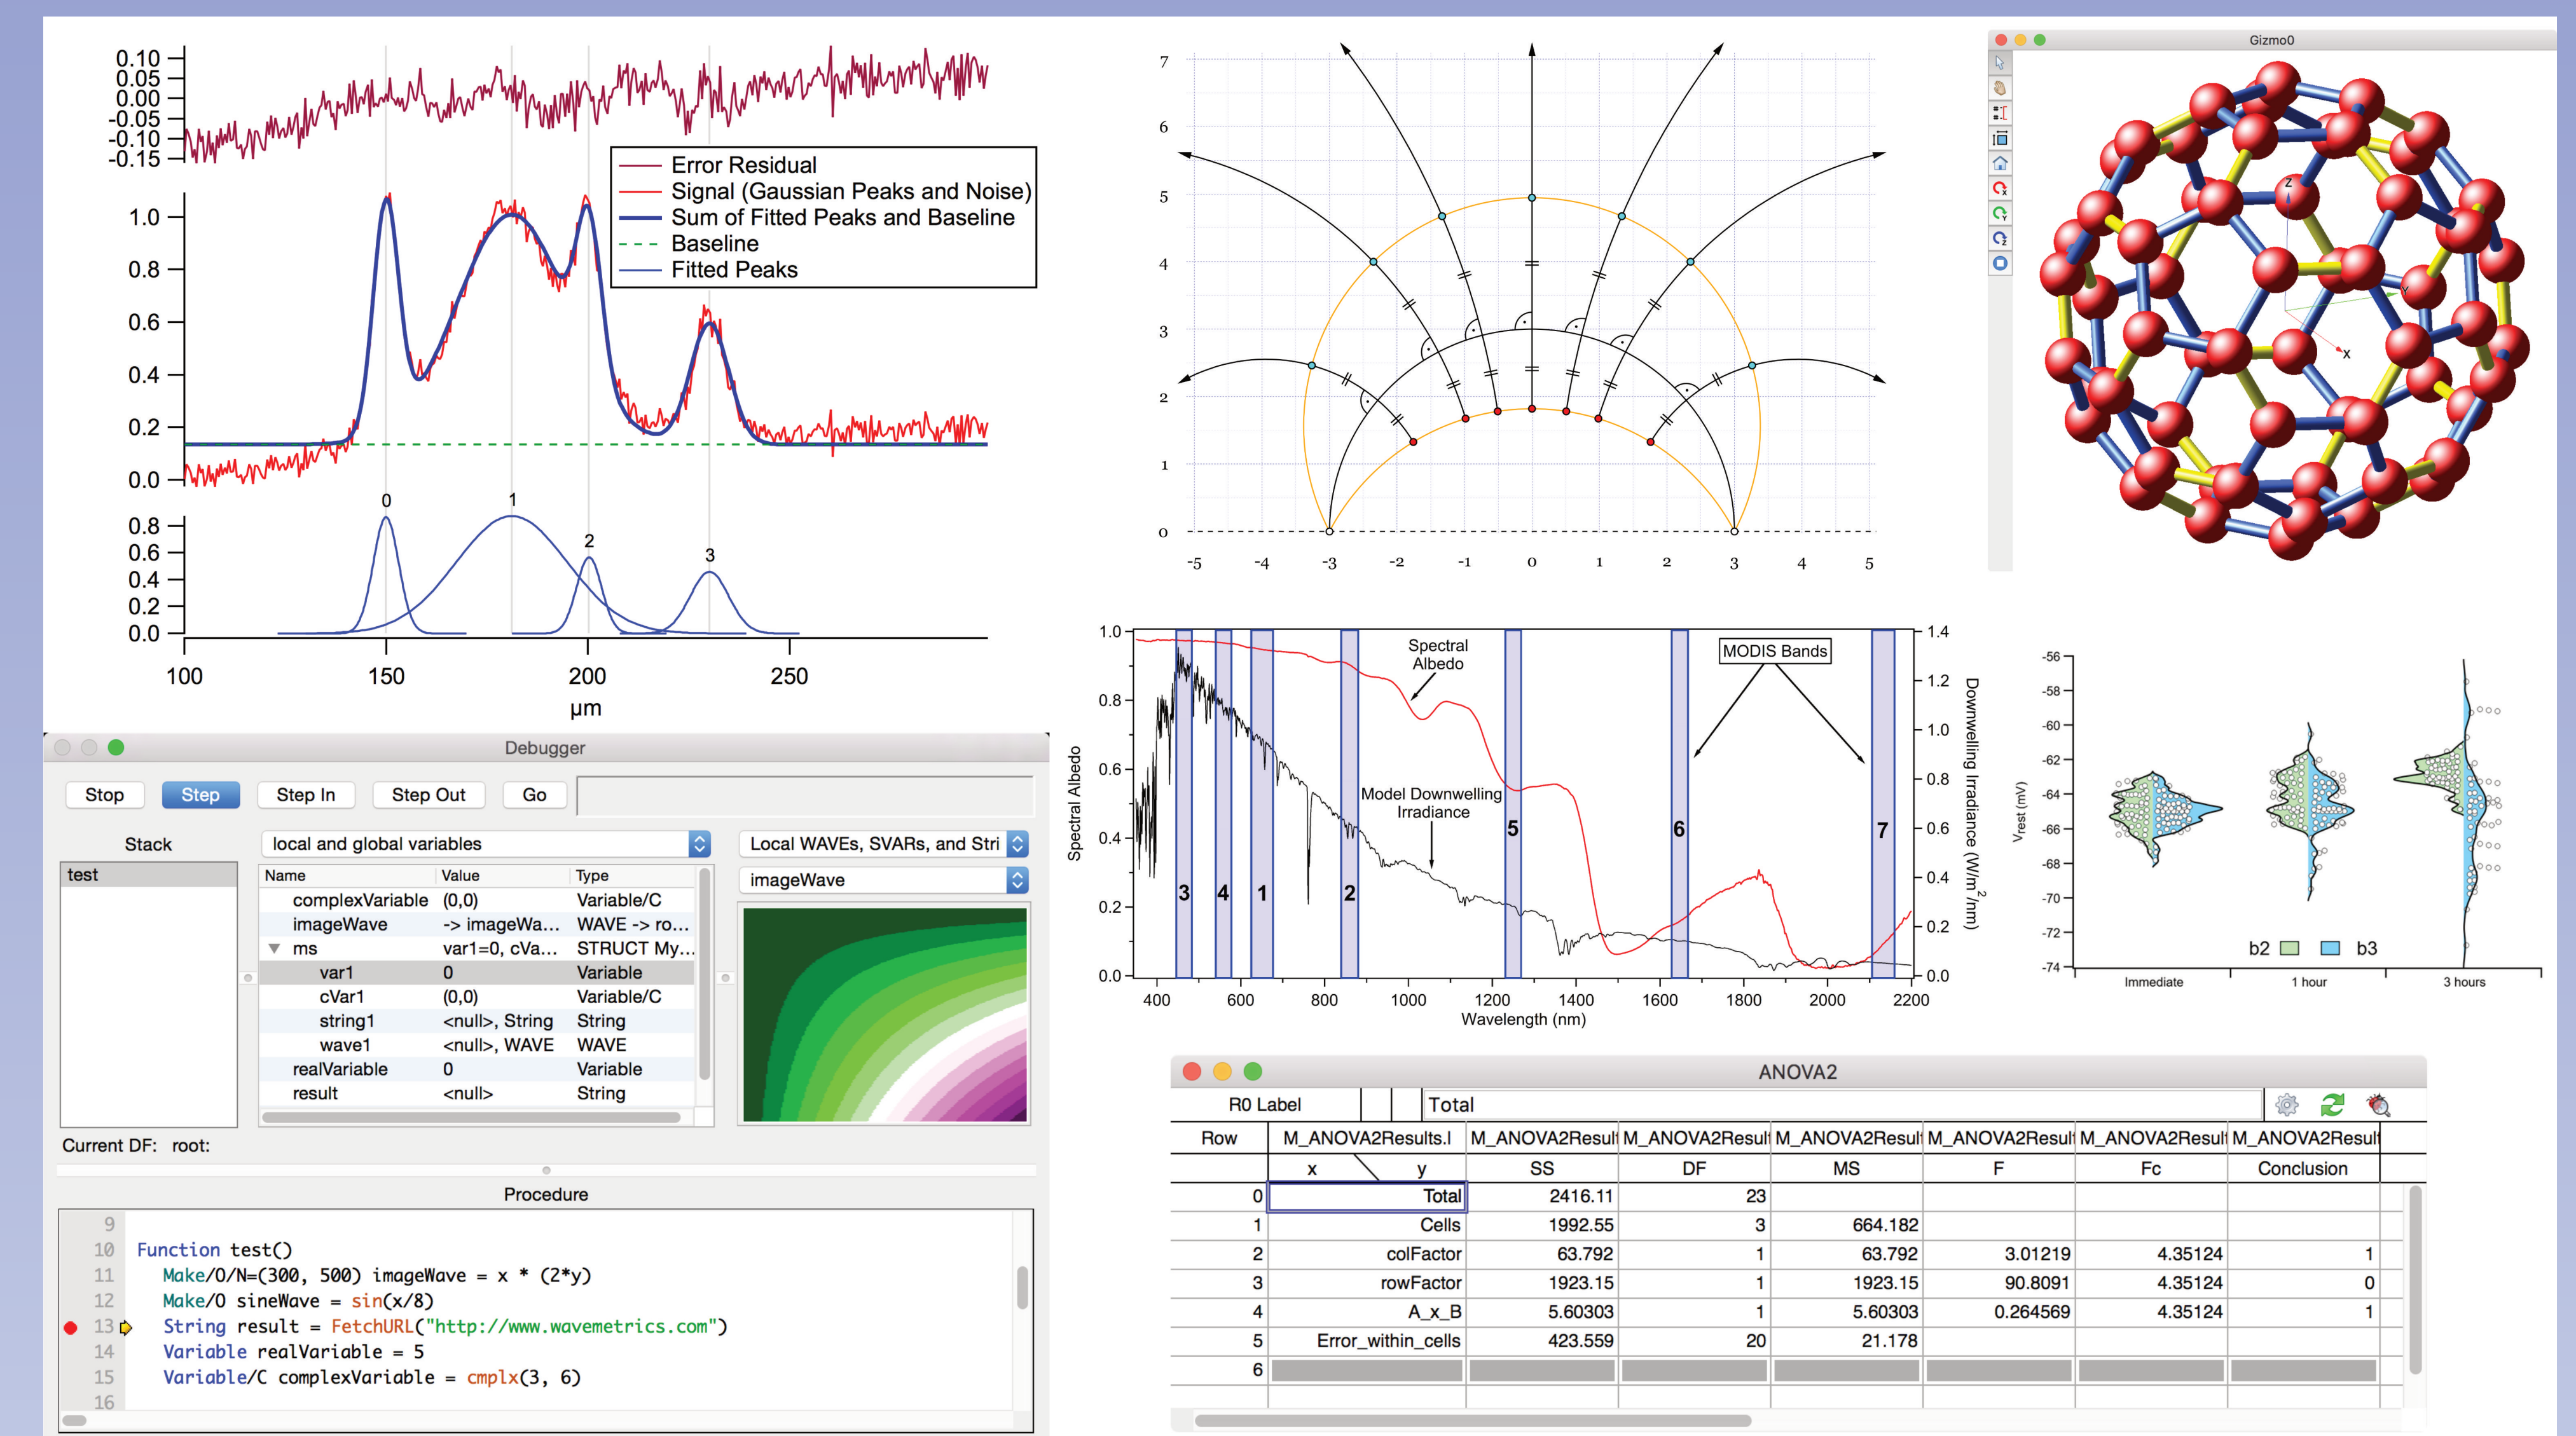 0.10
0.05
0.00
-0.05
-0.10
-0.15
Error Residual
Signal (Gaussian Peaks and Noise)
Sum of Fitted Peaks and Baseline
Baseline
Fitted Peaks
1.0
0.8
0.6
0.4
0.2
0.0
0 1 2 3
0.8
0.6
0.4
0.2
0.0
100 150 200 250
µm
7
6
5
4
3
2
1
0
-5 -4 -3 -2 -1 0 1 2 3 4 5
Gizmo0
Z
Y
X
1.0
0.8
0.6
0.4
0.2
0.0
Spectral Albedo
Spectral
Albedo
MODIS Bands
Model Downwelling
Irradiance
3 4 1 2 5 6 7
1.4
1.2
1.0
0.8
0.6
0.4
0.2
0.0
Downwelling Irradiance (W/m²/nm)
400 600 800 1000 1200 1400 1600 1800 2000 2200
Wavelength (nm)
-56
-58
-60
-62
-64
-66
-68
-70
-72
-74
Vrest (mV)
b2 b3
Immediate 1 hour 3 hours
Debugger
Stop Step Step In Step Out Go
Stack
test
local and global variables
Local WAVEs, SVARs, and Stri
imageWave
Name Value Type
complexVariable (0,0) Variable/C
imageWave -> imageWa... WAVE -> ro...
ms var1=0, cVa... STRUCT My...
var1 0 Variable
cVar1 (0,0) Variable/C
string1 <null>, String String
wave1 <null>, WAVE WAVE
realVariable 0 Variable
result <null> String
Current DF: root:
Procedure
9
10 Function test()
11 Make/O/N=(300, 500) imageWave = x * (2*y)
12 Make/O sineWave = sin(x/8)
13 String result = FetchURL("http://www.wavemetrics.com")
14 Variable realVariable = 5
15 Variable/C complexVariable = cmplx(3, 6)
16
ANOVA2
R0 Label Total
Row M_ANOVA2Results.l M_ANOVA2Resul M_ANOVA2Resul M_ANOVA2Resul M_ANOVA2Resul M_ANOVA2Resul M_ANOVA2Resul
x y SS DF MS F Fc Conclusion
0 Total 2416.11 23
1 Cells 1992.55 3 664.182
2 colFactor 63.792 1 63.792 3.01219 4.35124 1
3 rowFactor 1923.15 1 1923.15 90.8091 4.35124 0
4 A_x_B 5.60303 1 5.60303 0.264569 4.35124 1
5 Error_within_cells 423.559 20 21.178
6